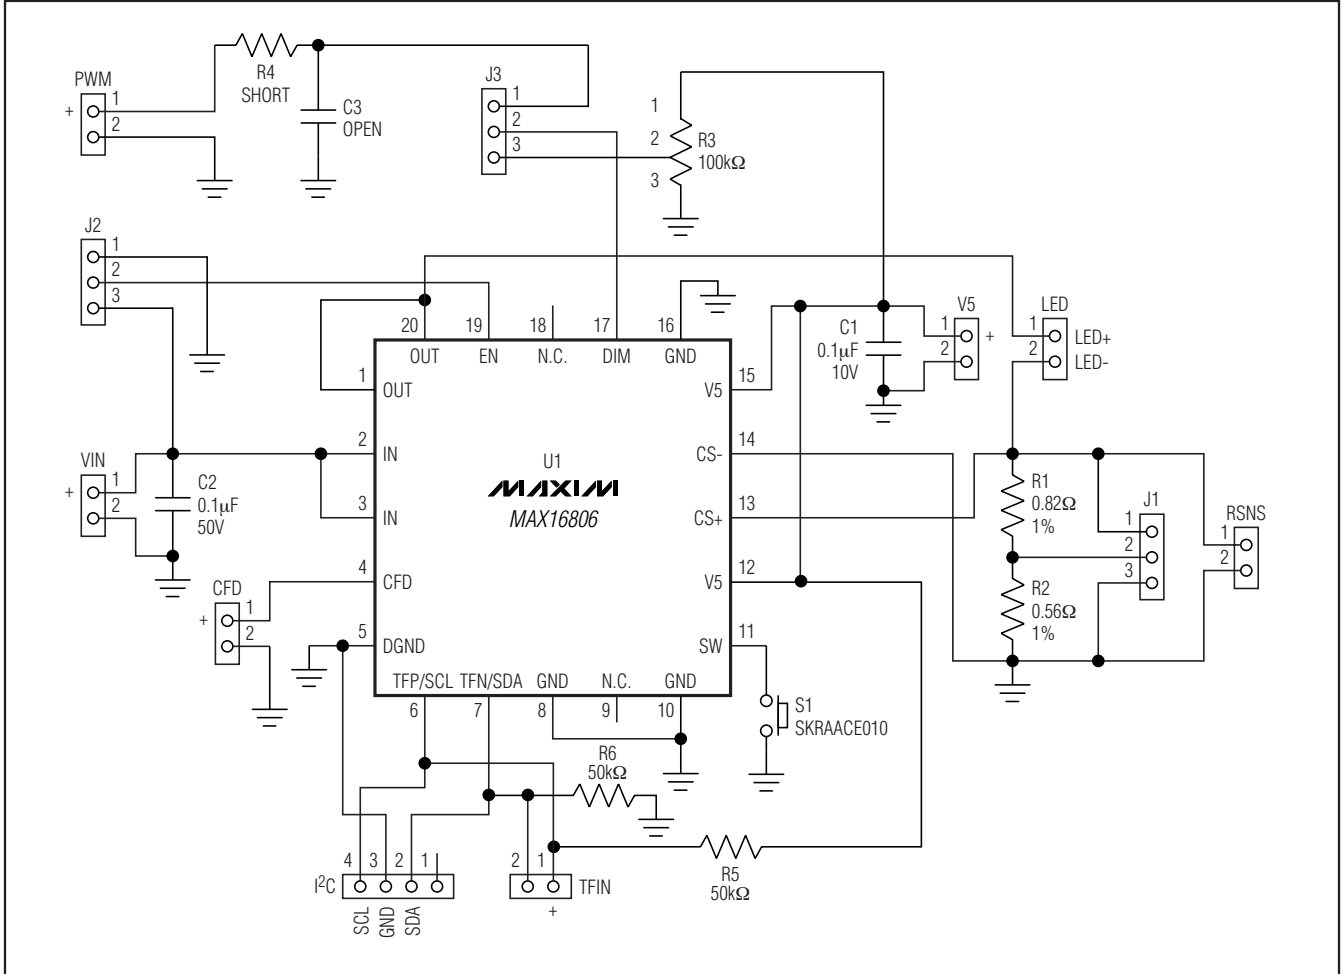 PWM
+
1
2
R4
SHORT
C3
OPEN
J3
1
2
3
1
2
3
R3
100kΩ
J2
1
2
3
20
19
18
17
16
OUT
EN
N.C.
DIM
GND
1
OUT
2
IN
3
IN
4
CFD
5
DGND
U1
MAXIM
MAX16806
15
V5
14
CS-
13
CS+
12
V5
11
SW
TFP/SCL
TFN/SDA
GND
N.C.
GND
6
7
8
9
10
C1
0.1µF
10V
V5
1
2
+
LED
1
2
LED+
LED-
VIN
+
1
2
C2
0.1µF
50V
CFD
+
1
2
R1
0.82Ω
1%
R2
0.56Ω
1%
J1
1
2
3
RSNS
1
2
S1
SKRAACE010
R6
50kΩ
R5
50kΩ
4
3
2
1
I²C
SCL
GND
SDA
2
1
TFIN
+